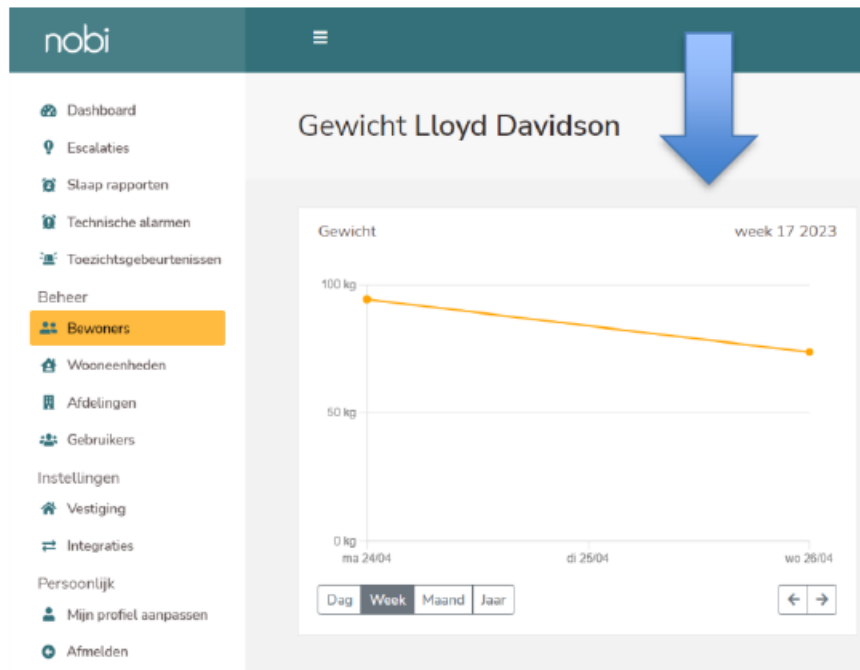 nobi
Dashboard
Escalaties
Slaap rapporten
Technische alarmen
Toezichtsgebeurtenissen
Beheer
Bewoners
Wooneenheden
Afdelingen
Gebruikers
Instellingen
Vestiging
Integraties
Persoonlijk
Mijn profiel aanpassen
Afmelden
Gewicht Lloyd Davidson
Gewicht week 17 2023
100 kg
50 kg
0 kg
ma 24/04 di 25/04 wo 26/04
Dag Week Maand Jaar